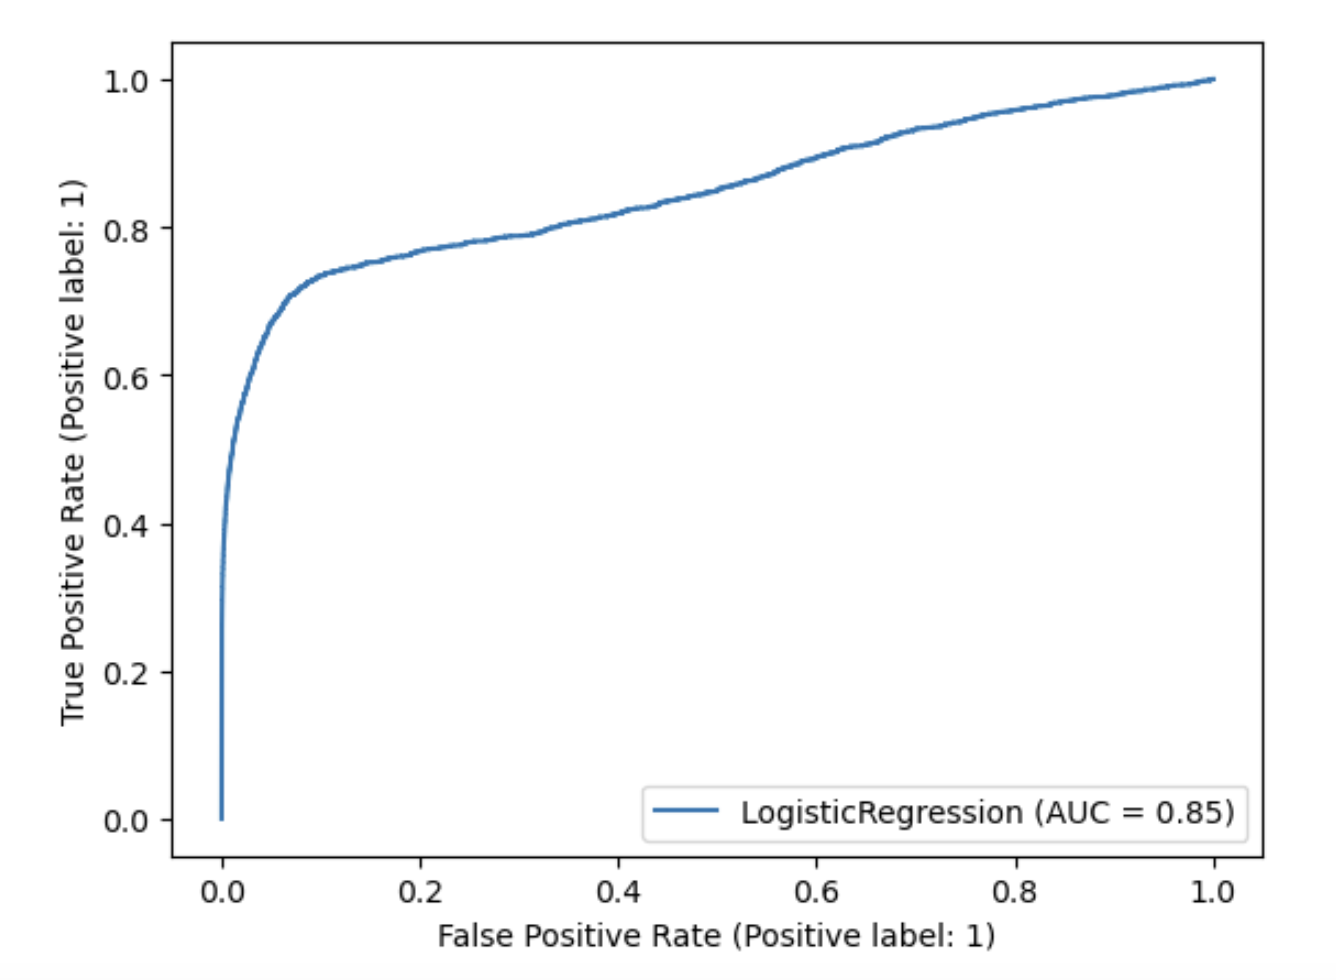 1.0
0.8
0.6
0.4
0.2
0.0
True Positive Rate (Positive label: 1)
LogisticRegression (AUC = 0.85)
0.0 0.2 0.4 0.6 0.8 1.0
False Positive Rate (Positive label: 1)